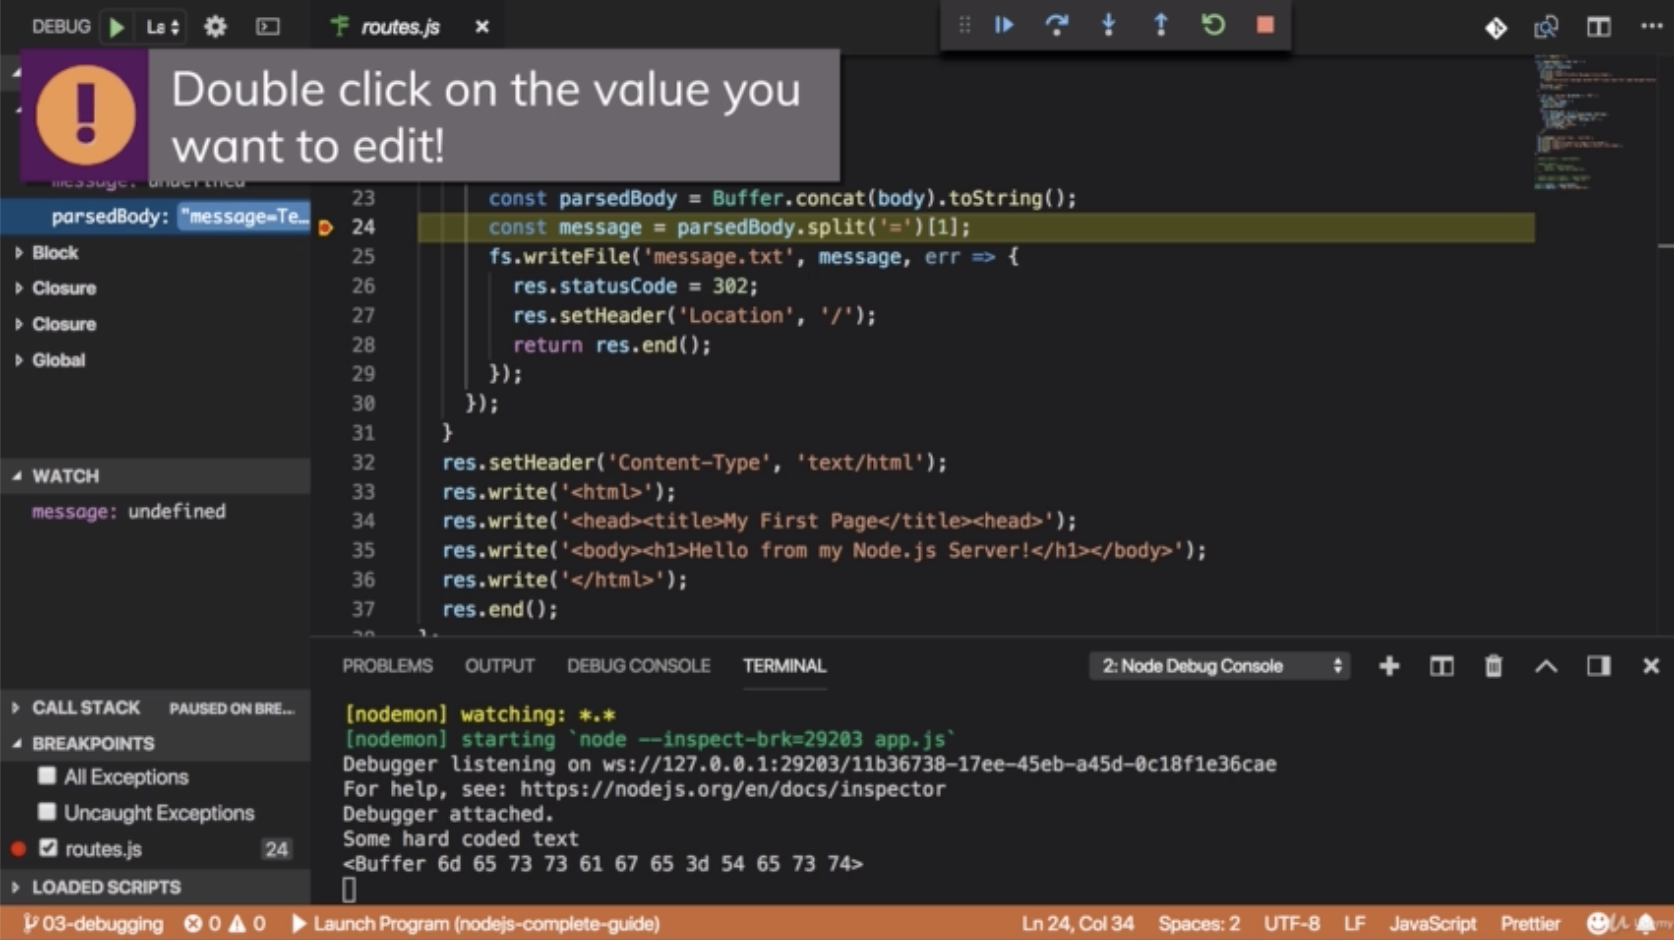 DEBUG La routes.js
Double click on the value you
want to edit!
message: undefined
parsedBody: "message=Te…
Block
Closure
Closure
Global
WATCH
message: undefined
CALL STACK PAUSED ON BRE…
BREAKPOINTS
All Exceptions
Uncaught Exceptions
routes.js 24
LOADED SCRIPTS
23 const parsedBody = Buffer.concat(body).toString();
24 const message = parsedBody.split('=')[1];
25 fs.writeFile('message.txt', message, err => {
26 res.statusCode = 302;
27 res.setHeader('Location', '/');
28 return res.end();
29 });
30 });
31 }
32 res.setHeader('Content-Type', 'text/html');
33 res.write('<html>');
34 res.write('<head><title>My First Page</title><head>');
35 res.write('<body><h1>Hello from my Node.js Server!</h1></body>');
36 res.write('</html>');
37 res.end();
38 };
PROBLEMS OUTPUT DEBUG CONSOLE TERMINAL 2: Node Debug Console
[nodemon] watching: *.*
[nodemon] starting `node --inspect-brk=29203 app.js`
Debugger listening on ws://127.0.0.1:29203/11b36738-17ee-45eb-a45d-0c18f1e36cae
For help, see: https://nodejs.org/en/docs/inspector
Debugger attached.
Some hard coded text
<Buffer 6d 65 73 73 61 67 65 3d 54 65 73 74>
03-debugging 0 0 Launch Program (nodejs-complete-guide) Ln 24, Col 34 Spaces: 2 UTF-8 LF JavaScript Prettier